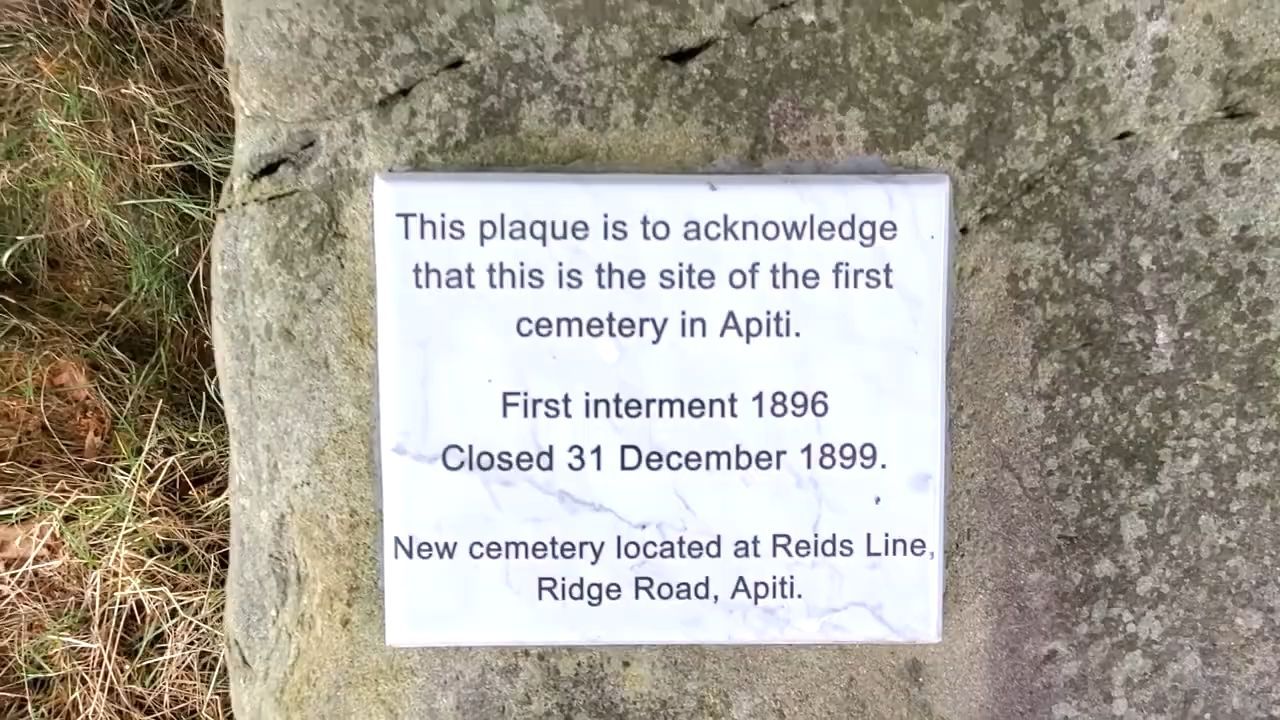 This plaque is to acknowledge
that this is the site of the first
cemetery in Apiti.
First interment 1896
Closed 31 December 1899.
New cemetery located at Reids Line,
Ridge Road, Apiti.